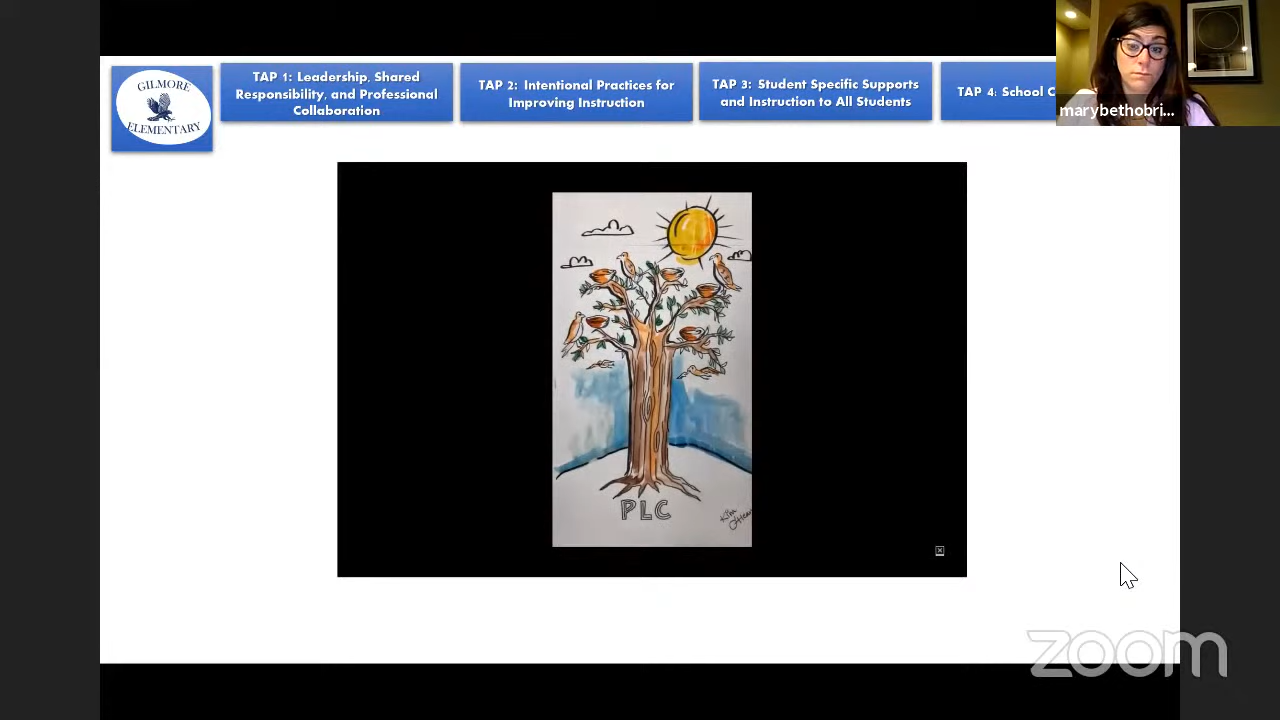 GILMORE
ELEMENTARY
TAP 1: Leadership, Shared
Responsibility, and Professional
Collaboration
TAP 2: Intentional Practices for
Improving Instruction
TAP 3: Student Specific Supports
and Instruction to All Students
TAP 4: School C
marybethobri...
PLC
Kim
zoom